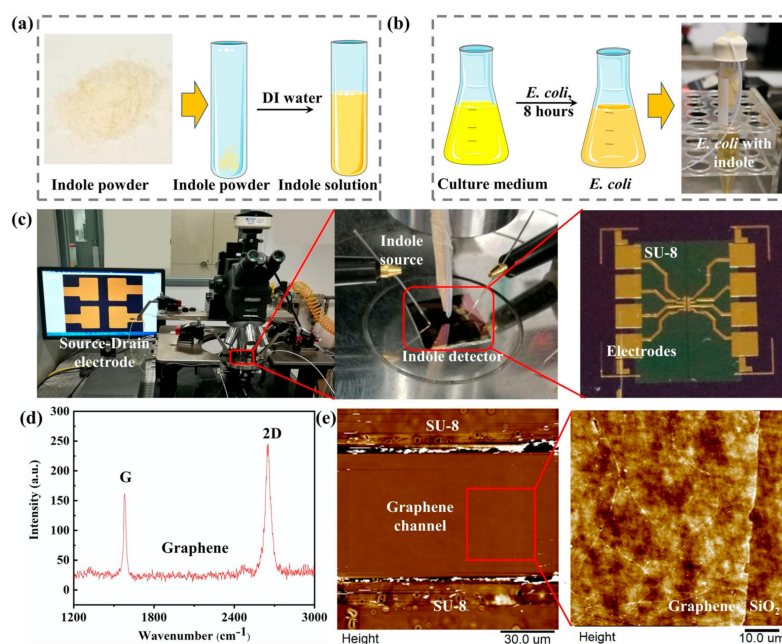 (a)
DI water
Indole powder
Indole powder
Indole solution
(b)
E. coli,
8 hours
Culture medium
E. coli
E. coli with
indole
(c)
Source-Drain
electrode
Indole
source
Indole detector
SU-8
Electrodes
(d)
300
250
200
150
100
50
0
Intensity (a.u.)
G
2D
Graphene
1200
1800
2400
3000
Wavenumber (cm⁻¹)
(e)
SU-8
Graphene
channel
SU-8
Height
30.0 um
Graphene
SiO₂
Height
10.0 um